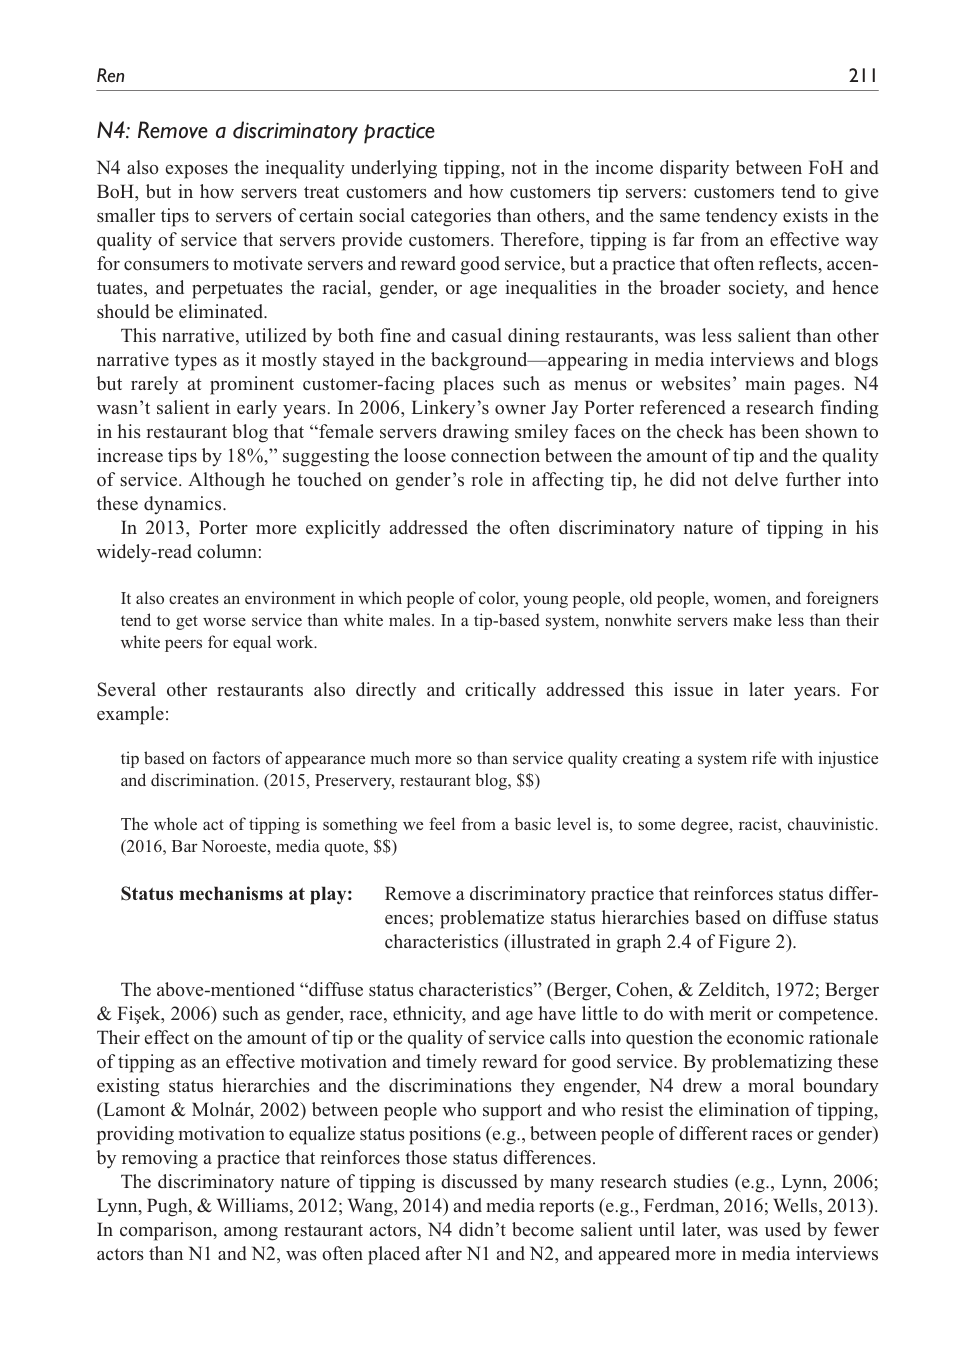 Ren
211
N4: Remove a discriminatory practice
N4 also exposes the inequality underlying tipping, not in the income disparity between FoH and
BoH, but in how servers treat customers and how customers tip servers: customers tend to give
smaller tips to servers of certain social categories than others, and the same tendency exists in the
quality of service that servers provide customers. Therefore, tipping is far from an effective way
for consumers to motivate servers and reward good service, but a practice that often reflects, accen-
tuates, and perpetuates the racial, gender, or age inequalities in the broader society, and hence
should be eliminated.
This narrative, utilized by both fine and casual dining restaurants, was less salient than other
narrative types as it mostly stayed in the background—appearing in media interviews and blogs
but rarely at prominent customer-facing places such as menus or websites’ main pages. N4
wasn’t salient in early years. In 2006, Linkery’s owner Jay Porter referenced a research finding
in his restaurant blog that “female servers drawing smiley faces on the check has been shown to
increase tips by 18%,” suggesting the loose connection between the amount of tip and the quality
of service. Although he touched on gender’s role in affecting tip, he did not delve further into
these dynamics.
In 2013, Porter more explicitly addressed the often discriminatory nature of tipping in his
widely-read column:
It also creates an environment in which people of color, young people, old people, women, and foreigners
tend to get worse service than white males. In a tip-based system, nonwhite servers make less than their
white peers for equal work.
Several other restaurants also directly and critically addressed this issue in later years. For
example:
tip based on factors of appearance much more so than service quality creating a system rife with injustice
and discrimination. (2015, Preservery, restaurant blog, $$)
The whole act of tipping is something we feel from a basic level is, to some degree, racist, chauvinistic.
(2016, Bar Noroeste, media quote, $$)
Status mechanisms at play: Remove a discriminatory practice that reinforces status differ-
ences; problematize status hierarchies based on diffuse status
characteristics (illustrated in graph 2.4 of Figure 2).
The above-mentioned “diffuse status characteristics” (Berger, Cohen, & Zelditch, 1972; Berger
& Fişek, 2006) such as gender, race, ethnicity, and age have little to do with merit or competence.
Their effect on the amount of tip or the quality of service calls into question the economic rationale
of tipping as an effective motivation and timely reward for good service. By problematizing these
existing status hierarchies and the discriminations they engender, N4 drew a moral boundary
(Lamont & Molnár, 2002) between people who support and who resist the elimination of tipping,
providing motivation to equalize status positions (e.g., between people of different races or gender)
by removing a practice that reinforces those status differences.
The discriminatory nature of tipping is discussed by many research studies (e.g., Lynn, 2006;
Lynn, Pugh, & Williams, 2012; Wang, 2014) and media reports (e.g., Ferdman, 2016; Wells, 2013).
In comparison, among restaurant actors, N4 didn’t become salient until later, was used by fewer
actors than N1 and N2, was often placed after N1 and N2, and appeared more in media interviews